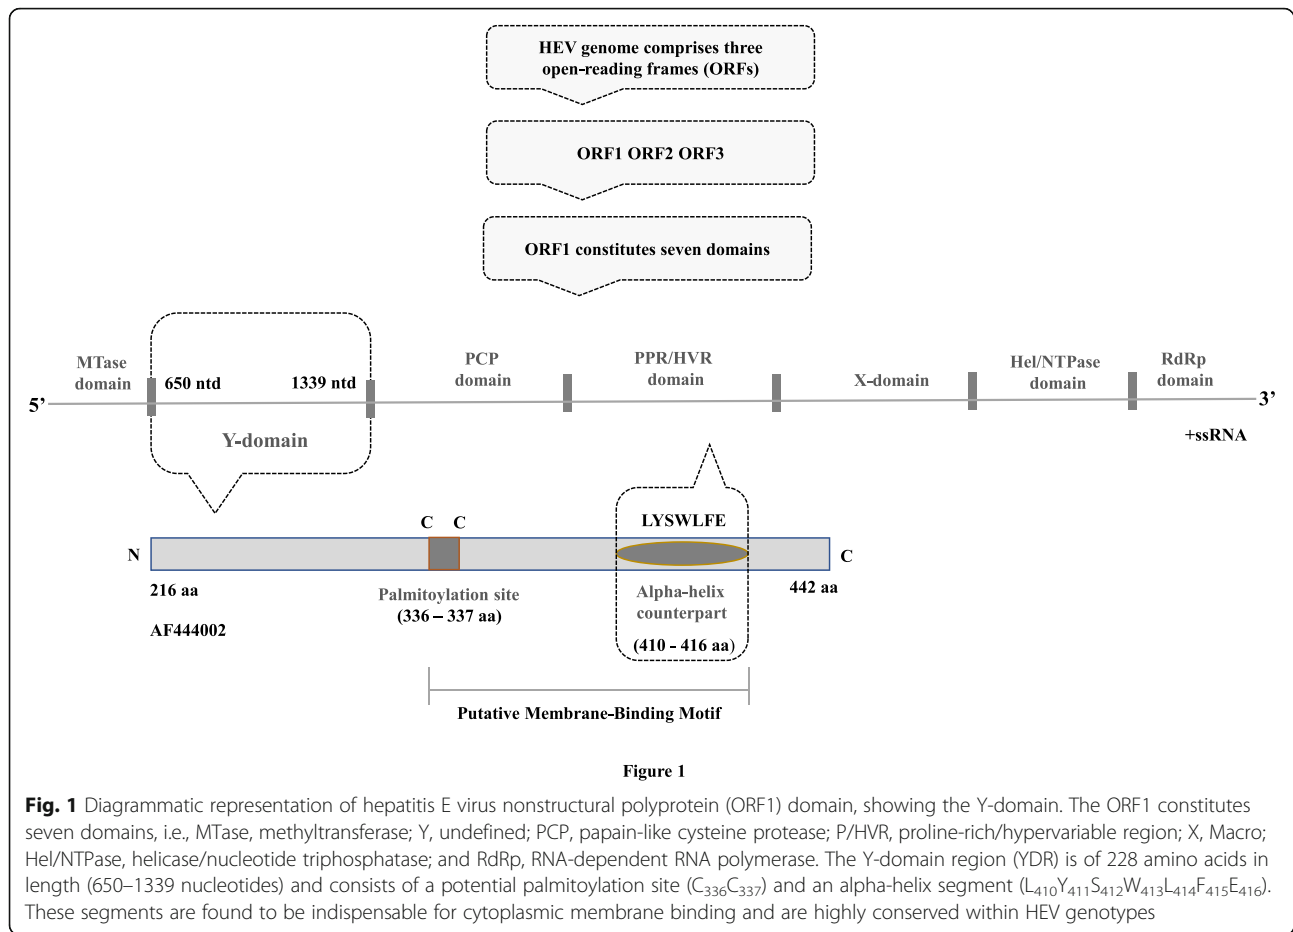 HEV genome comprises three
open-reading frames (ORFs)
ORF1 ORF2 ORF3
ORF1 constitutes seven domains
MTase
domain
650 ntd
1339 ntd
Y-domain
PCP
domain
PPR/HVR
domain
X-domain
Hel/NTPase
domain
RdRp
domain
5’
3’
+ssRNA
C C
LYSWLFE
N
C
216 aa
Palmitoylation site
(336 – 337 aa)
Alpha-helix
counterpart
(410 - 416 aa)
442 aa
AF444002
Putative Membrane-Binding Motif
Figure 1
Fig. 1 Diagrammatic representation of hepatitis E virus nonstructural polyprotein (ORF1) domain, showing the Y-domain. The ORF1 constitutes
seven domains, i.e., MTase, methyltransferase; Y, undefined; PCP, papain-like cysteine protease; P/HVR, proline-rich/hypervariable region; X, Macro;
Hel/NTPase, helicase/nucleotide triphosphatase; and RdRp, RNA-dependent RNA polymerase. The Y-domain region (YDR) is of 228 amino acids in
length (650–1339 nucleotides) and consists of a potential palmitoylation site (C336C337) and an alpha-helix segment (L410Y411S412W413L414F415E416).
These segments are found to be indispensable for cytoplasmic membrane binding and are highly conserved within HEV genotypes